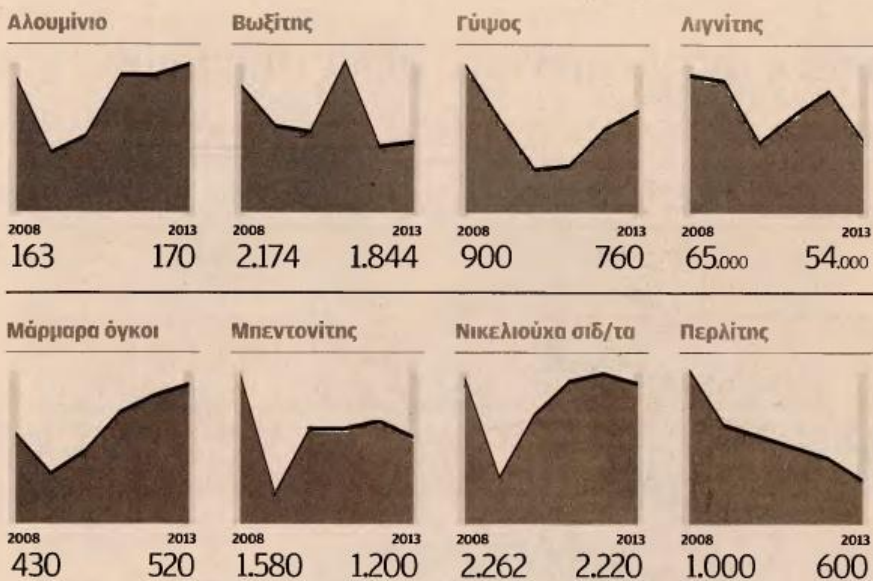 Αλουμίνιο Βωξίτης Γύψος Λιγνίτης
2008 2013 2008 2013 2008 2013 2008 2013
163 170 2.174 1.844 900 760 65.000 54.000
Μάρμαρα όγκοι Μπεντονίτης Νικελιούχα σιδ/τα Περλίτης
2008 2013 2008 2013 2008 2013 2008 2013
430 520 1.580 1.200 2.262 2.220 1.000 600